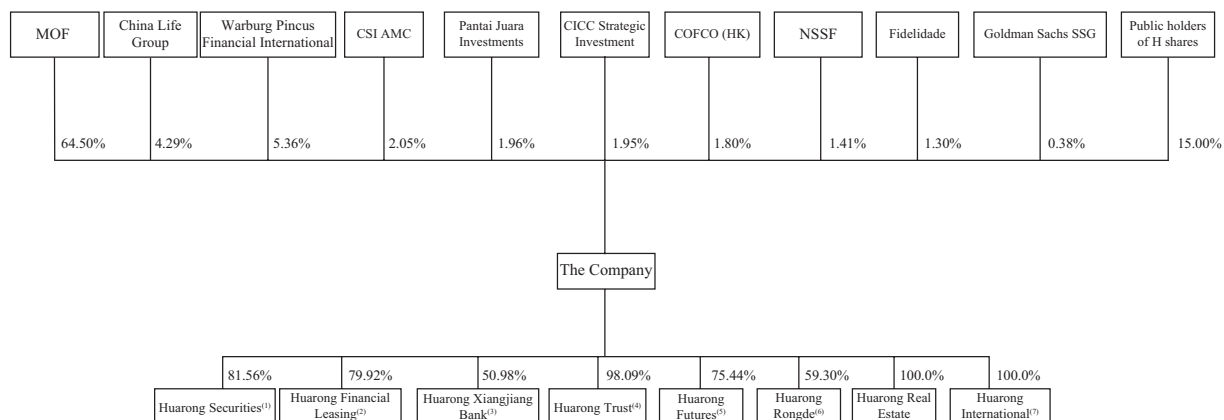 MOF
China Life
Group
Warburg Pincus
Financial International
CSI AMC
Pantai Juara
Investments
CICC Strategic
Investment
COFCO (HK)
NSSF
Fidelidade
Goldman Sachs SSG
Public holders
of H shares
64.50%
4.29%
5.36%
2.05%
1.96%
1.95%
1.80%
1.41%
1.30%
0.38%
15.00%
The Company
81.56%
79.92%
50.98%
98.09%
75.44%
59.30%
100.0%
100.0%
Huarong Securities(1)
Huarong Financial
Leasing(2)
Huarong Xiangjiang
Bank(3)
Huarong Trust(4)
Huarong
Futures(5)
Huarong
Rongde(6)
Huarong Real
Estate
Huarong
International(7)